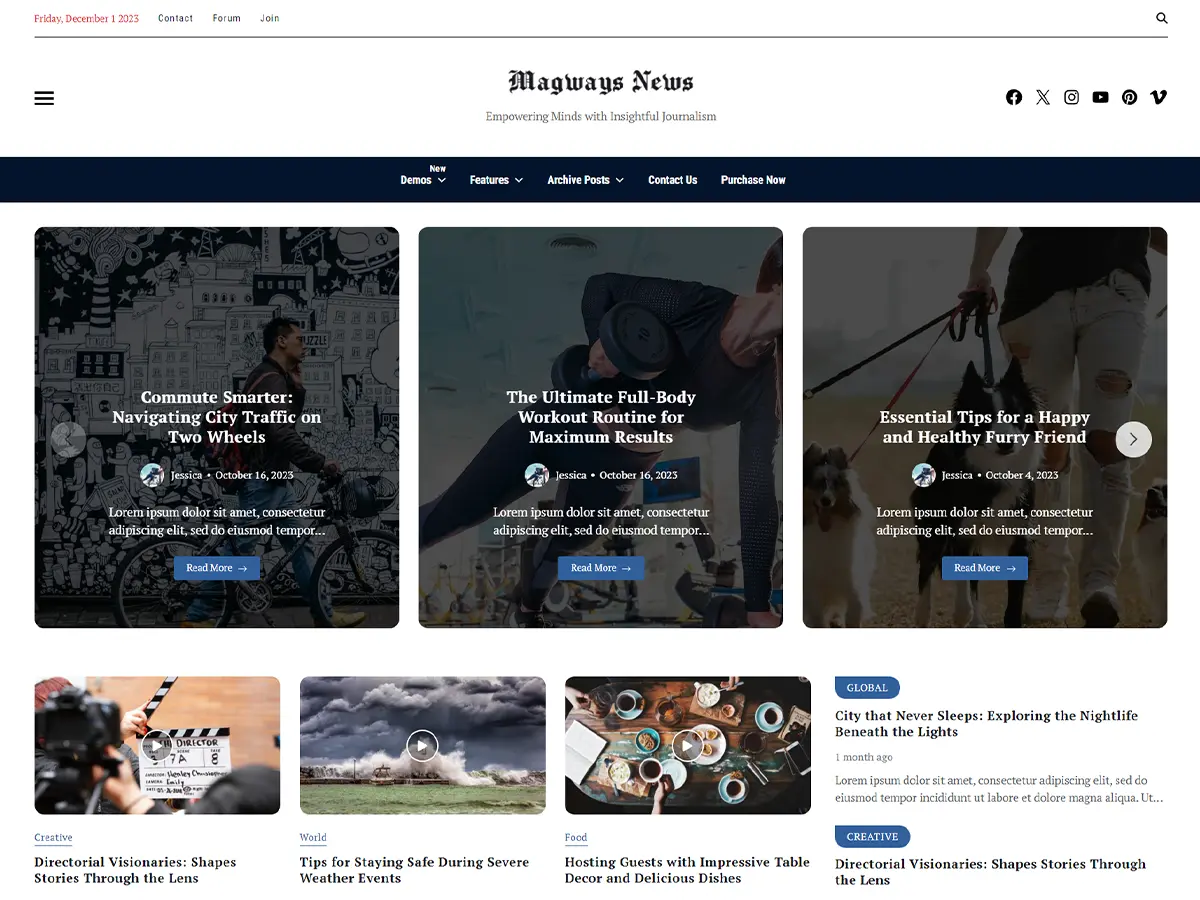 Friday, December 1 2023 Contact Forum Join
Magways News
Empowering Minds with Insightful Journalism
New
Demos Features Archive Posts Contact Us Purchase Now
PUZZLE
Commute Smarter:
Navigating City Traffic on
Two Wheels
Jessica • October 16, 2023
Lorem ipsum dolor sit amet, consectetur
adipiscing elit, sed do eiusmod tempor...
Read More →
The Ultimate Full-Body
Workout Routine for
Maximum Results
Jessica • October 16, 2023
Lorem ipsum dolor sit amet, consectetur
adipiscing elit, sed do eiusmod tempor...
Read More →
Essential Tips for a Happy
and Healthy Furry Friend
Jessica • October 4, 2023
Lorem ipsum dolor sit amet, consectetur
adipiscing elit, sed do eiusmod tempor...
Read More →
DIRECTOR
SCENE
7A 8
Creative
Directorial Visionaries: Shapes
Stories Through the Lens
World
Tips for Staying Safe During Severe
Weather Events
Food
Hosting Guests with Impressive Table
Decor and Delicious Dishes
GLOBAL
City that Never Sleeps: Exploring the Nightlife
Beneath the Lights
1 month ago
Lorem ipsum dolor sit amet, consectetur adipiscing elit, sed do
eiusmod tempor incididunt ut labore et dolore magna aliqua. Ut...
CREATIVE
Directorial Visionaries: Shapes Stories Through
the Lens